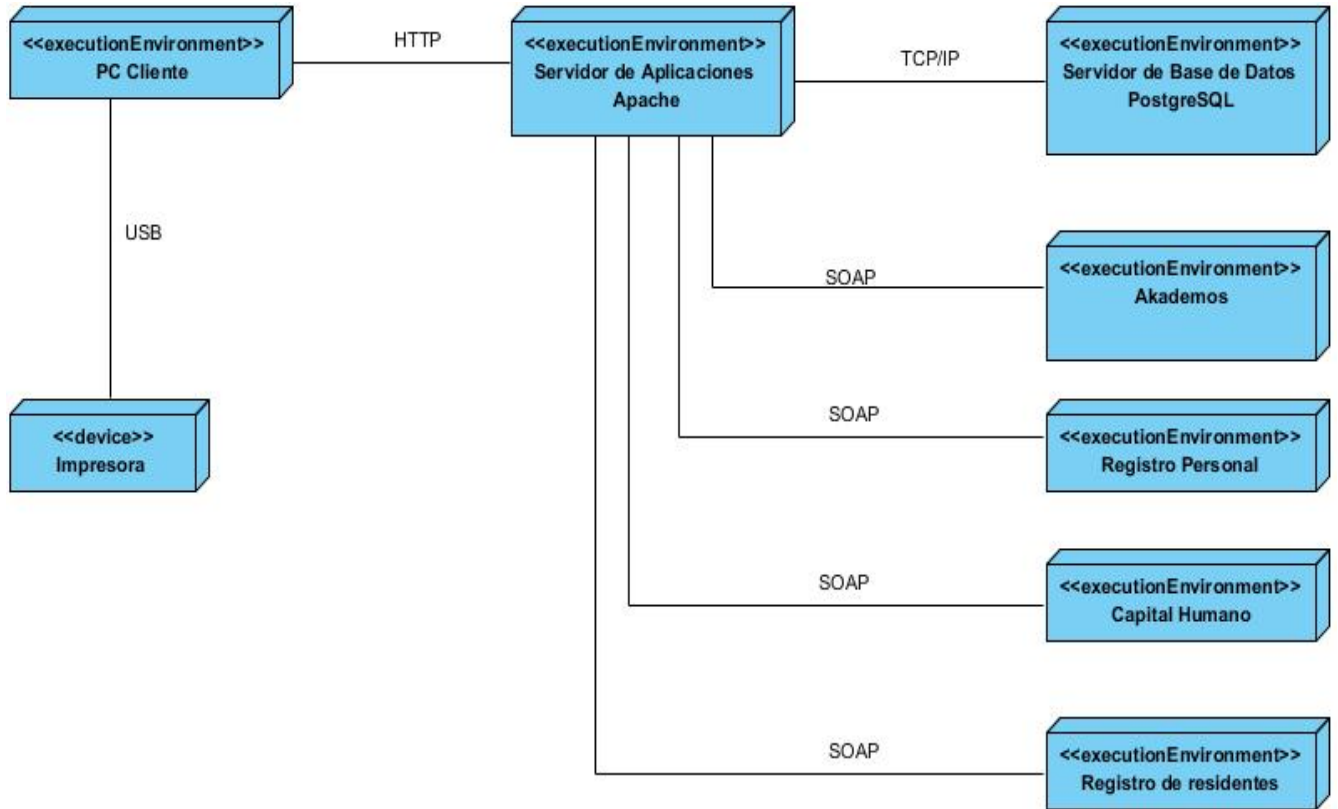 <<executionEnvironment>>
PC Cliente
HTTP
<<executionEnvironment>>
Servidor de Aplicaciones
Apache
TCP/IP
<<executionEnvironment>>
Servidor de Base de Datos
PostgreSQL
USB
SOAP
<<executionEnvironment>>
Akademos
<<device>>
Impresora
SOAP
<<executionEnvironment>>
Registro Personal
SOAP
<<executionEnvironment>>
Capital Humano
SOAP
<<executionEnvironment>>
Registro de residentes